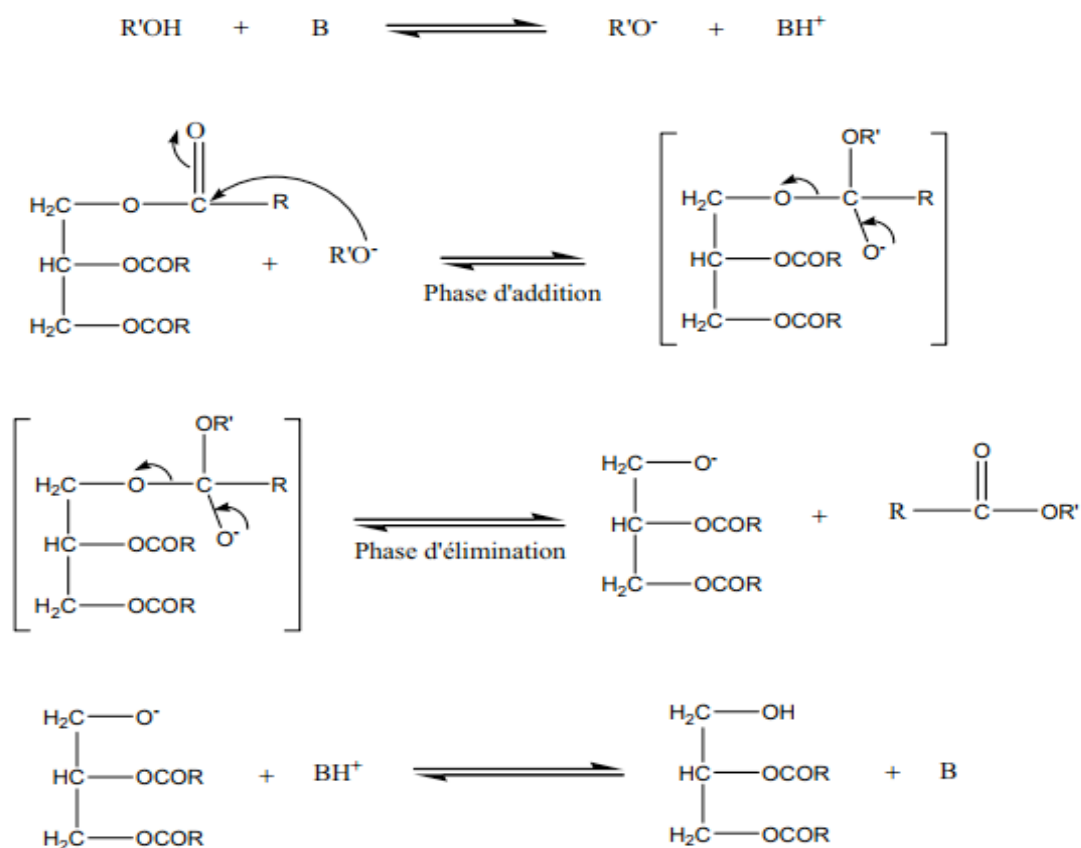 R'OH + B R'O⁻ + BH⁺
O
OR'
H₂C O C R
H₂C O C R
R'O⁻
O⁻
HC OCOR +
HC OCOR
Phase d'addition
H₂C OCOR
H₂C OCOR
OR'
H₂C O⁻
O
H₂C O C R
HC OCOR + R C OR'
HC OCOR O⁻
Phase d'élimination
H₂C OCOR
H₂C OCOR
H₂C O⁻
H₂C OH
HC OCOR + BH⁺
HC OCOR + B
H₂C OCOR
H₂C OCOR